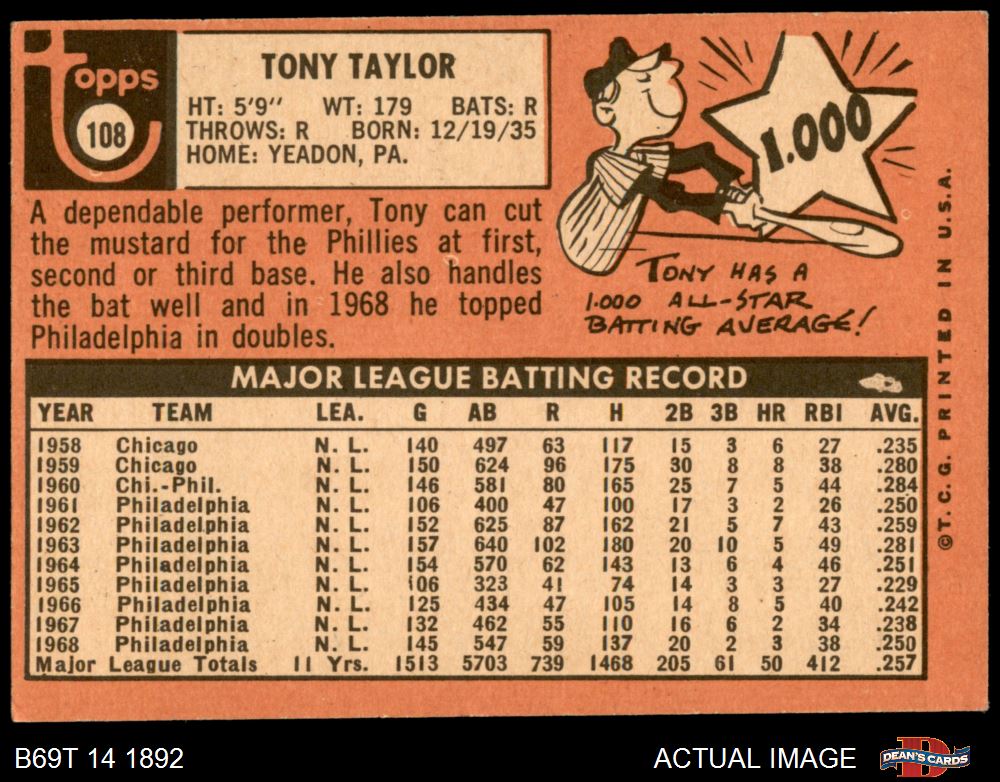 Topps
108
TONY TAYLOR
HT: 5'9" WT: 179 BATS: R
THROWS: R BORN: 12/19/35
HOME: YEADON, PA.
A dependable performer, Tony can cut
the mustard for the Phillies at first,
second or third base. He also handles
the bat well and in 1968 he topped
Philadelphia in doubles.
1.000
TONY HAS A
1.000 ALL-STAR
BATTING AVERAGE!
MAJOR LEAGUE BATTING RECORD
YEAR TEAM LEA. G AB R H 2B 3B HR RBI AVG.
1958 Chicago N. L. 140 497 63 117 15 3 6 27 .235
1959 Chicago N. L. 150 624 96 175 30 8 8 38 .280
1960 Chi.-Phil. N. L. 146 581 80 165 25 7 5 44 .284
1961 Philadelphia N. L. 106 400 47 100 17 3 2 26 .250
1962 Philadelphia N. L. 152 625 87 162 21 5 7 43 .259
1963 Philadelphia N. L. 157 640 102 180 20 10 5 49 .281
1964 Philadelphia N. L. 154 570 62 143 13 6 4 46 .251
1965 Philadelphia N. L. 106 323 41 74 14 3 3 27 .229
1966 Philadelphia N. L. 125 434 47 105 14 8 5 40 .242
1967 Philadelphia N. L. 132 462 55 110 16 6 2 34 .238
1968 Philadelphia N. L. 145 547 59 137 20 2 3 38 .250
Major League Totals 11 Yrs. 1513 5703 739 1468 205 61 50 412 .257
© T. C. G. PRINTED IN U.S.A.
B69T 14 1892
ACTUAL IMAGE
DEAN'S CARDS